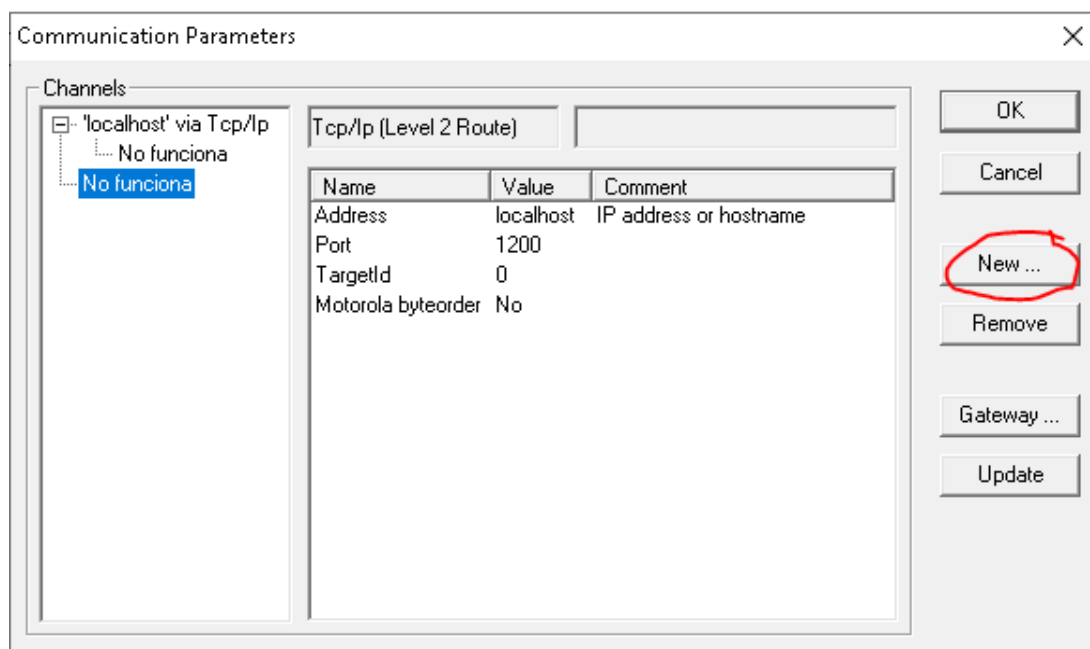 Communication Parameters
Channels
'localhost' via Tcp/Ip
No funciona
No funciona
Tcp/Ip (Level 2 Route)
Name Value Comment
Address localhost IP address or hostname
Port 1200
TargetId 0
Motorola byteorder No
OK
Cancel
New ...
Remove
Gateway ...
Update